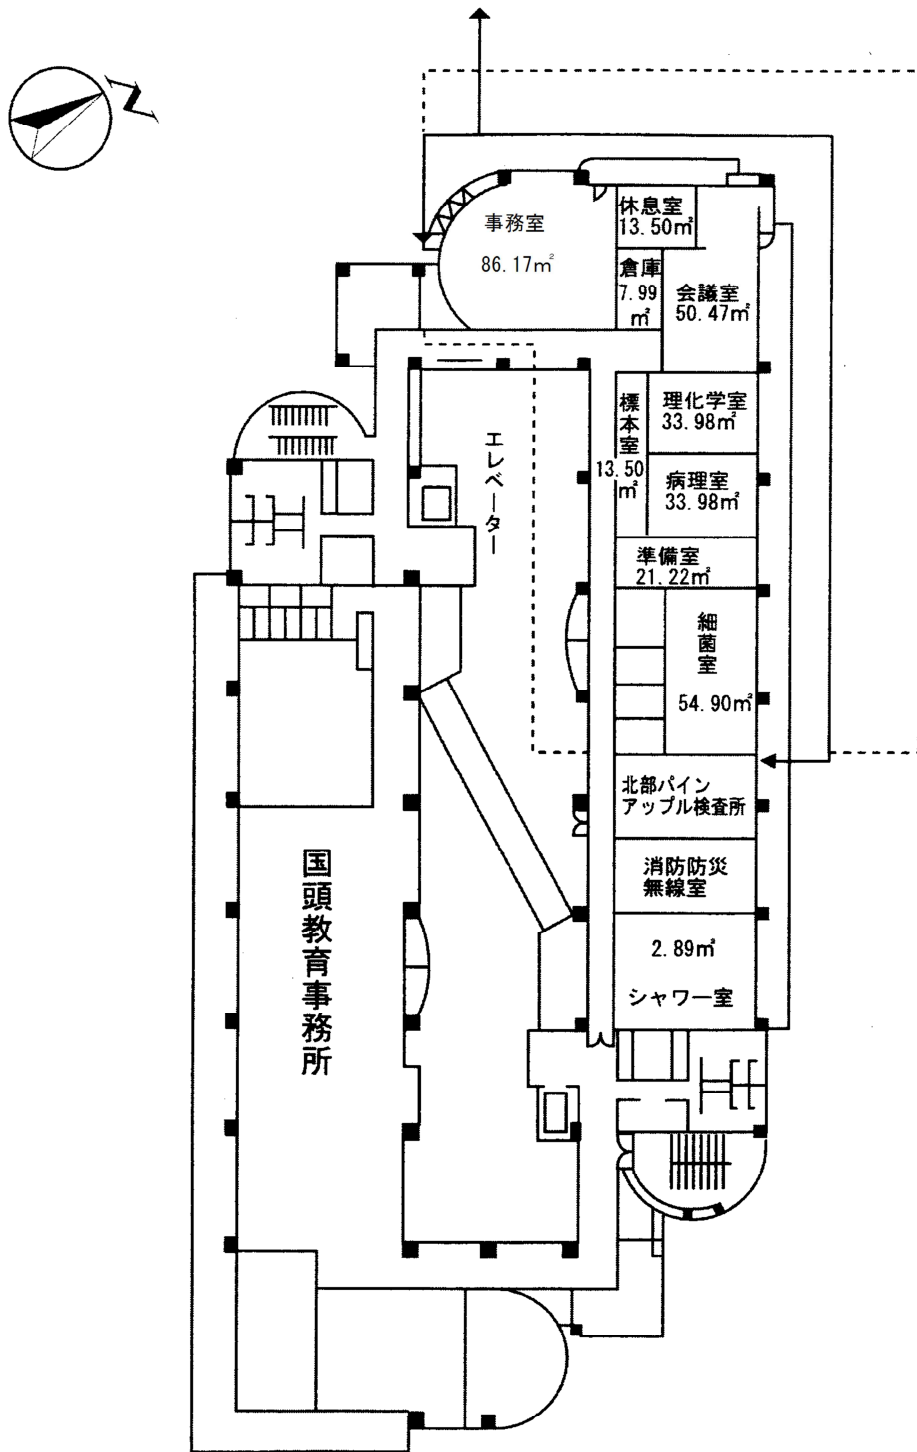 N
事務室
86.17㎡
休息室
13.50㎡
倉庫
7.99
㎡
会議室
50.47㎡
標本室
13.50
㎡
理化学室
33.98㎡
病理室
33.98㎡
エレベーター
準備室
21.22㎡
細菌室
54.90㎡
北部パイン
アップル検査所
消防防災
無線室
2.89㎡
シャワー室
国頭教育事務所